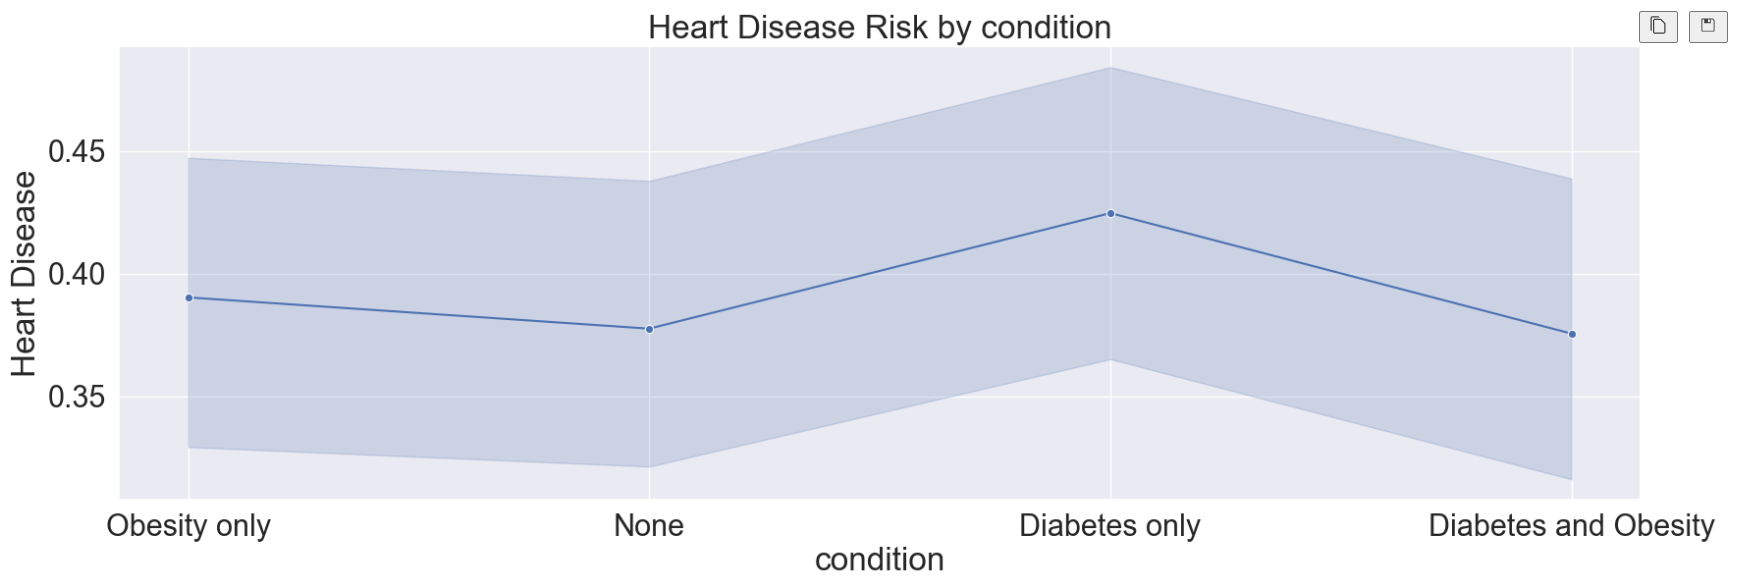 Heart Disease Risk by condition
Heart Disease
0.45
0.40
0.35
Obesity only
None
Diabetes only
Diabetes and Obesity
condition